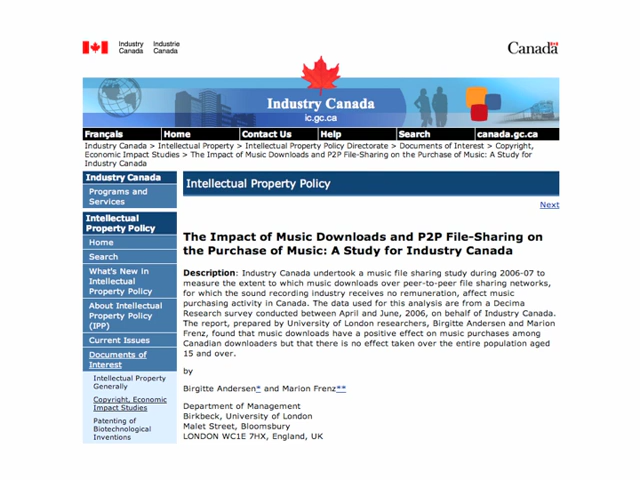 Industry Canada
Industrie Canada
Canada
Industry Canada
ic.gc.ca
Français Home Contact Us Help Search canada.gc.ca
Industry Canada > Intellectual Property > Intellectual Property Policy Directorate > Documents of Interest > Copyright,
Economic Impact Studies > The Impact of Music Downloads and P2P File-Sharing on the Purchase of Music: A Study for
Industry Canada
Industry Canada
Programs and
Services
Intellectual
Property Policy
Home
Search
What's New in
Intellectual
Property Policy
About Intellectual
Property Policy
(IPP)
Current Issues
Documents of
Interest
Intellectual Property
Generally
Copyright, Economic
Impact Studies
Patenting of
Biotechnological
Inventions
Intellectual Property Policy
Next
The Impact of Music Downloads and P2P File-Sharing on
the Purchase of Music: A Study for Industry Canada
Description: Industry Canada undertook a music file sharing study during 2006-07 to
measure the extent to which music downloads over peer-to-peer file sharing networks,
for which the sound recording industry receives no remuneration, affect music
purchasing activity in Canada. The data used for this analysis are from a Decima
Research survey conducted between April and June, 2006, on behalf of Industry Canada.
The report, prepared by University of London researchers, Birgitte Andersen and Marion
Frenz, found that music downloads have a positive effect on music purchases among
Canadian downloaders but that there is no effect taken over the entire population aged
15 and over.
by
Birgitte Andersen* and Marion Frenz**
Department of Management
Birkbeck, University of London
Malet Street, Bloomsbury
LONDON WC1E 7HX, England, UK